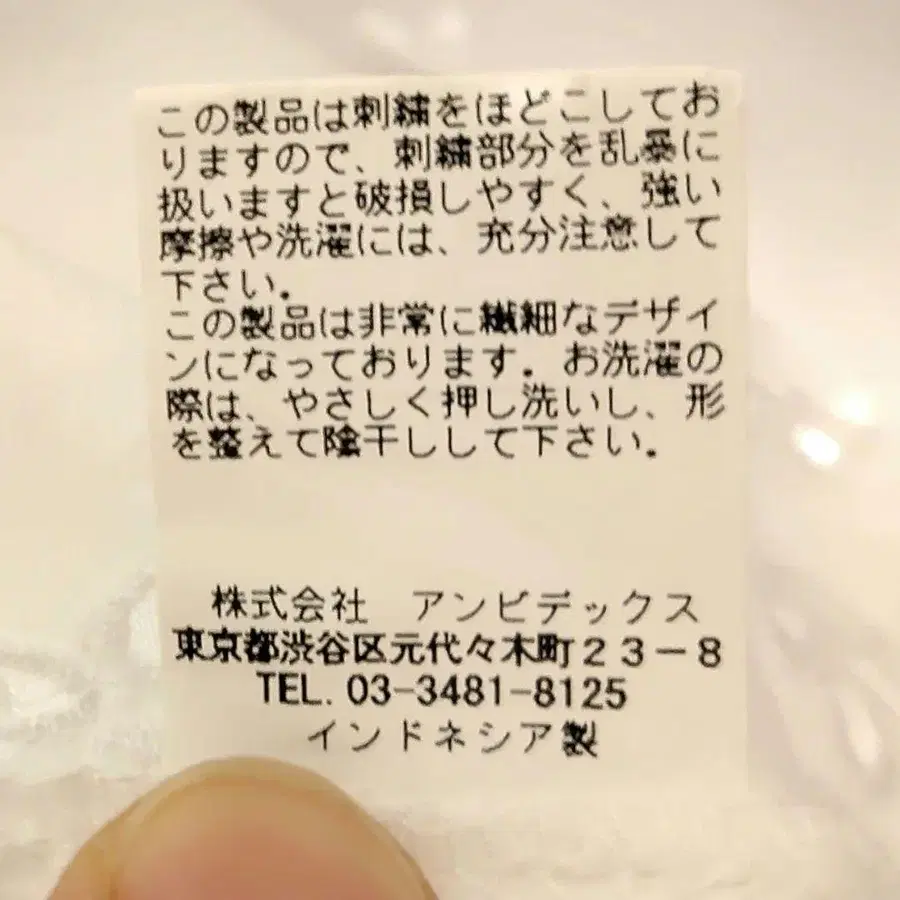 この製品は刺繍をほどこしてお
りますので、刺繍部分を乱暴に
扱いますと破損しやすく、強い
摩擦や洗濯には、充分注意して
下さい。
この製品は非常に繊細なデザイ
ンになっております。お洗濯の
際は、やさしく押し洗いし、形
を整えて陰干しして下さい。
株式会社　アンビデックス
東京都渋谷区元代々木町２３－８
TEL. 03-3481-8125
インドネシア製